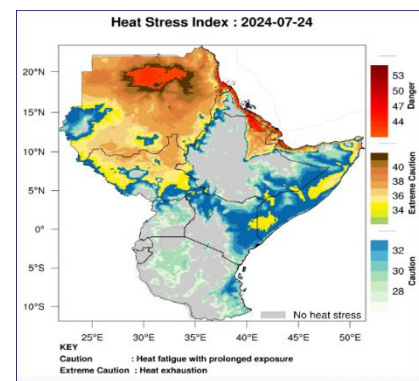 Heat Stress Index : 2024-07-24
20°N
15°N
10°N
5°N
0°
5°S
10°S
25°E 30°E 35°E 40°E 45°E 50°E
53
50
47
44
Danger
40
38
36
34
Extreme Caution
32
30
28
Caution
No heat stress
KEY
Caution : Heat fatigue with prolonged exposure
Extreme Caution : Heat exhaustion